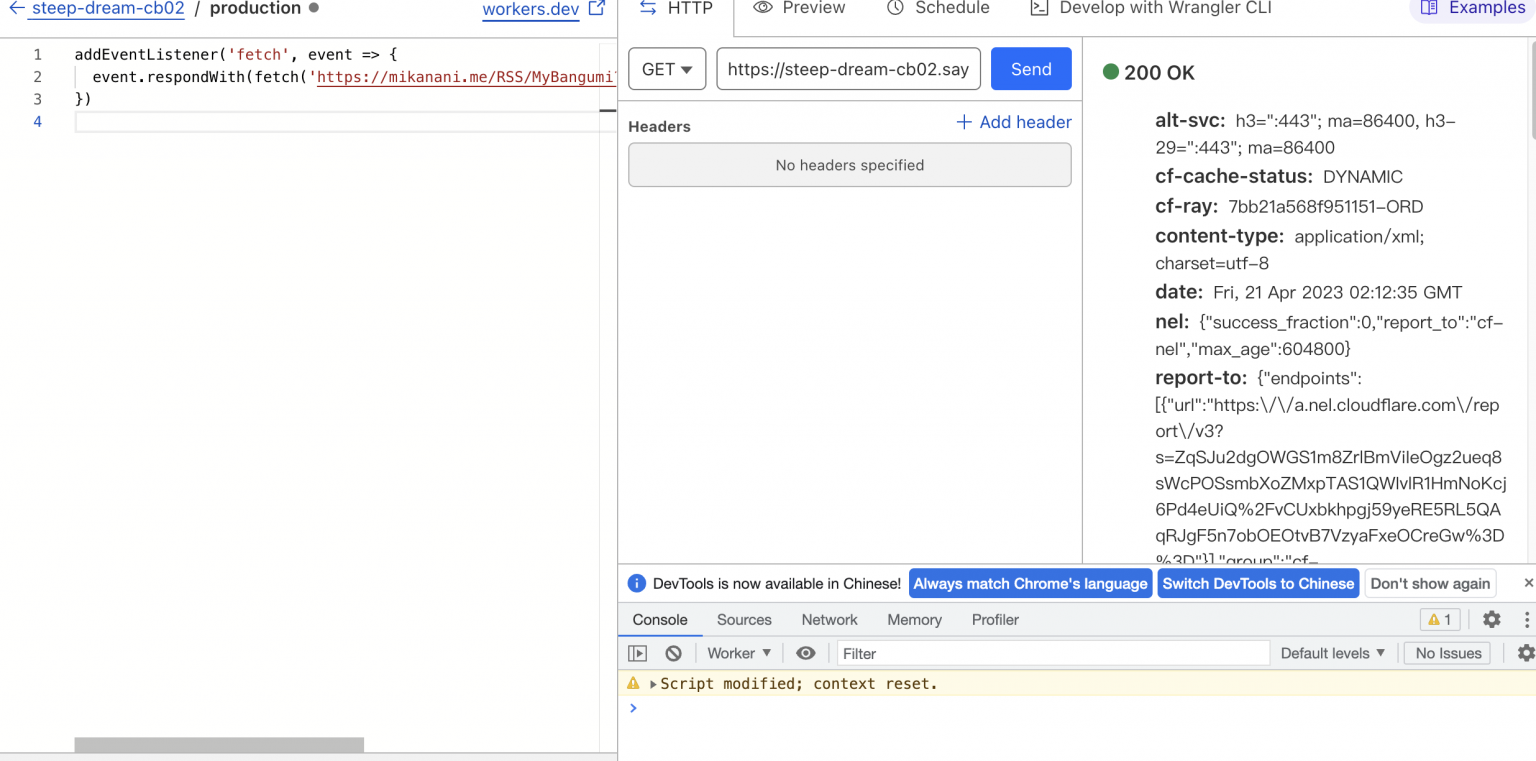 steep-dream-cb02 / production
workers.dev
1 addEventListener('fetch', event => {
2 event.respondWith(fetch('https://mikanani.me/RSS/MyBangumi
3 })
4
HTTP Preview Schedule Develop with Wrangler CLI Examples
GET https://steep-dream-cb02.say Send
Headers
Add header
No headers specified
200 OK
alt-svc: h3=":443"; ma=86400, h3-
29=":443"; ma=86400
cf-cache-status: DYNAMIC
cf-ray: 7bb21a568f951151-ORD
content-type: application/xml;
charset=utf-8
date: Fri, 21 Apr 2023 02:12:35 GMT
nel: {"success_fraction":0,"report_to":"cf-
nel","max_age":604800}
report-to: {"endpoints":
[{"url":"https:\/\/a.nel.cloudflare.com\/rep
ort\/v3?
s=ZqSJu2dgOWGS1m8ZrlBmVileOgz2ueq8
sWcPOSsmbXoZMxpTAS1QWlvlR1HmNoKcj
6Pd4eUiQ%2FvCUxbkhpgj59yeRE5RL5QA
qRJgF5n7obOEOtvB7VzyaFxeOCreGw%3D
%3D"}],"group":"cf-
DevTools is now available in Chinese! Always match Chrome's language Switch DevTools to Chinese Don't show again
Console Sources Network Memory Profiler 1
Worker Filter Default levels No Issues
Script modified; context reset.